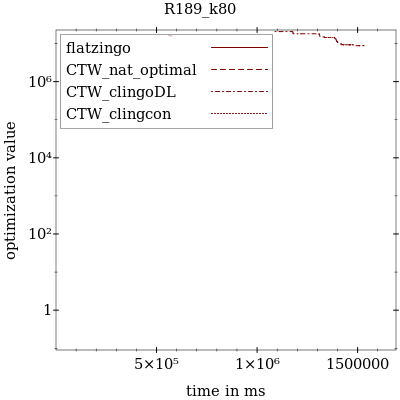 R189_k80
flatzingo
CTW_nat_optimal
CTW_clingoDL
CTW_clingcon
10⁶
10⁴
10²
1
optimization value
5×10⁵
1×10⁶
1500000
time in ms